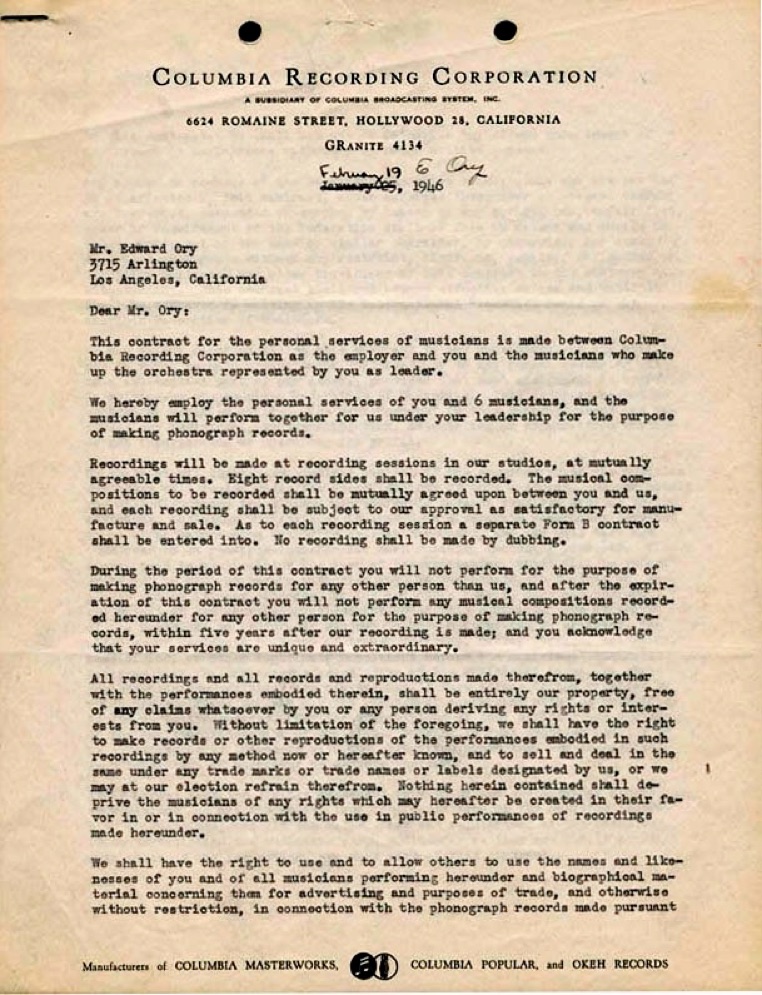 COLUMBIA RECORDING CORPORATION
A SUBSIDIARY OF COLUMBIA BROADCASTING SYSTEM, INC.
6624 ROMAINE STREET, HOLLYWOOD 28, CALIFORNIA
GRANITE 4134
February 19 E Ory
January 25, 1946
Mr. Edward Ory
3715 Arlington
Los Angeles, California
Dear Mr. Ory:
This contract for the personal services of musicians is made between Colum-
bia Recording Corporation as the employer and you and the musicians who make
up the orchestra represented by you as leader.
We hereby employ the personal services of you and 6 musicians, and the
musicians will perform together for us under your leadership for the purpose
of making phonograph records.
Recordings will be made at recording sessions in our studios, at mutually
agreeable times. Eight record sides shall be recorded. The musical com-
positions to be recorded shall be mutually agreed upon between you and us,
and each recording shall be subject to our approval as satisfactory for manu-
facture and sale. As to each recording session a separate Form B contract
shall be entered into. No recording shall be made by dubbing.
During the period of this contract you will not perform for the purpose of
making phonograph records for any other person than us, and after the expir-
ation of this contract you will not perform any musical compositions record-
ed hereunder for any other person for the purpose of making phonograph re-
cords, within five years after our recording is made; and you acknowledge
that your services are unique and extraordinary.
All recordings and all records and reproductions made therefrom, together
with the performances embodied therein, shall be entirely our property, free
of any claims whatsoever by you or any person deriving any rights or inter-
ests from you. Without limitation of the foregoing, we shall have the right
to make records or other reproductions of the performances embodied in such
recordings by any method now or hereafter known, and to sell and deal in the
same under any trade marks or trade names or labels designated by us, or we
may at our election refrain therefrom. Nothing herein contained shall de-
prive the musicians of any rights which may hereafter be created in their fa-
vor in or in connection with the use in public performances of recordings
made hereunder.
We shall have the right to use and to allow others to use the names and like-
nesses of you and of all musicians performing hereunder and biographical ma-
terial concerning them for advertising and purposes of trade, and otherwise
without restriction, in connection with the phonograph records made pursuant
Manufacturers of COLUMBIA MASTERWORKS, COLUMBIA POPULAR, and OKEH RECORDS